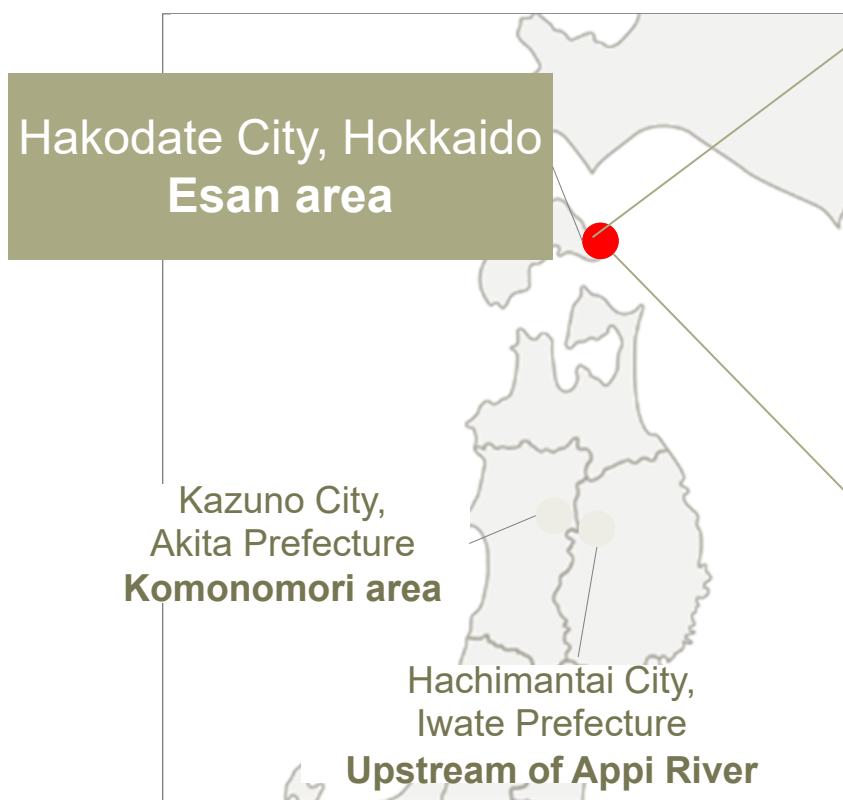 Hakodate City, Hokkaido
Esan area
Kazuno City,
Akita Prefecture
Komonomori area
Hachimantai City,
Iwate Prefecture
Upstream of Appi River